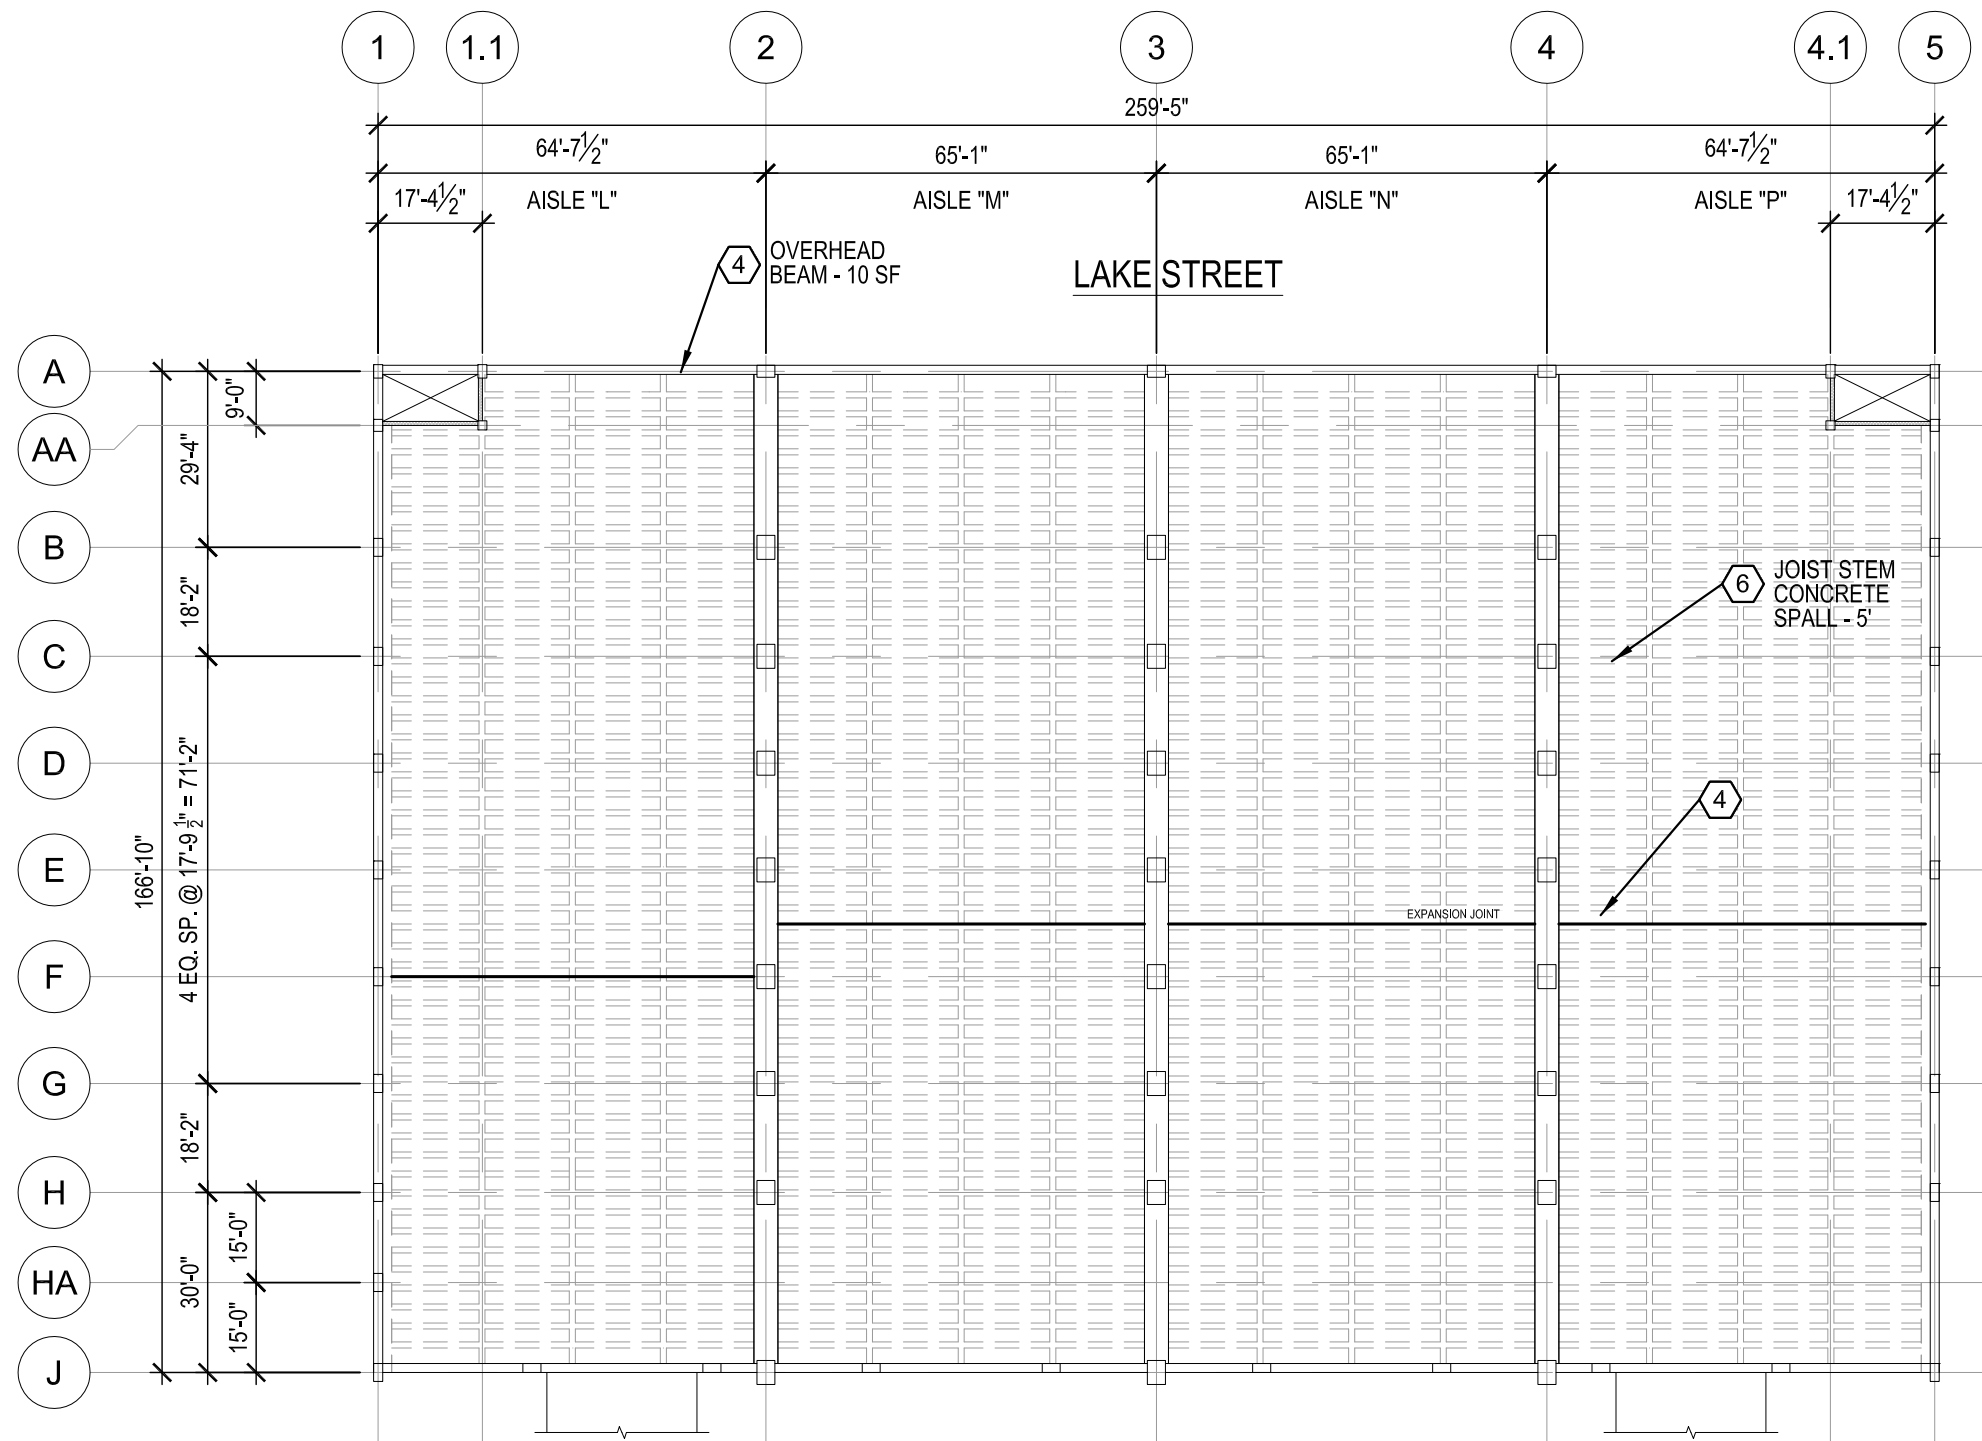 1 1.1 2 3 4 4.1 5
259'-5"
64'-7½" 65'-1" 65'-1" 64'-7½"
17'-4½" AISLE "L" AISLE "M" AISLE "N" AISLE "P" 17'-4½"
4 OVERHEAD
BEAM - 10 SF
LAKE STREET
A
9'-0"
AA
29'-4"
B
6 JOIST STEM
CONCRETE
SPALL - 5'
18'-2"
C
D
4
166'-10"
4 EQ. SP. @ 17'-9 ½" = 71'-2"
E
EXPANSION JOINT
F
G
18'-2"
H
15'-0"
HA
30'-0"
15'-0"
J